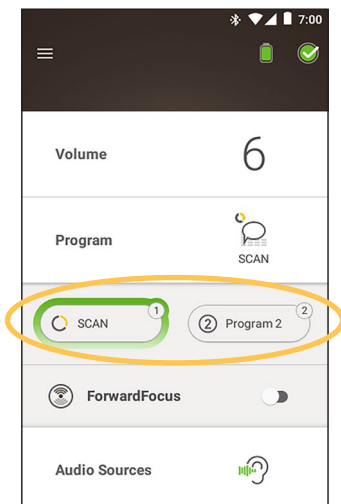 7:00
Volume 6
Program
SCAN
SCAN 1
2 Program 2 2
ForwardFocus
Audio Sources